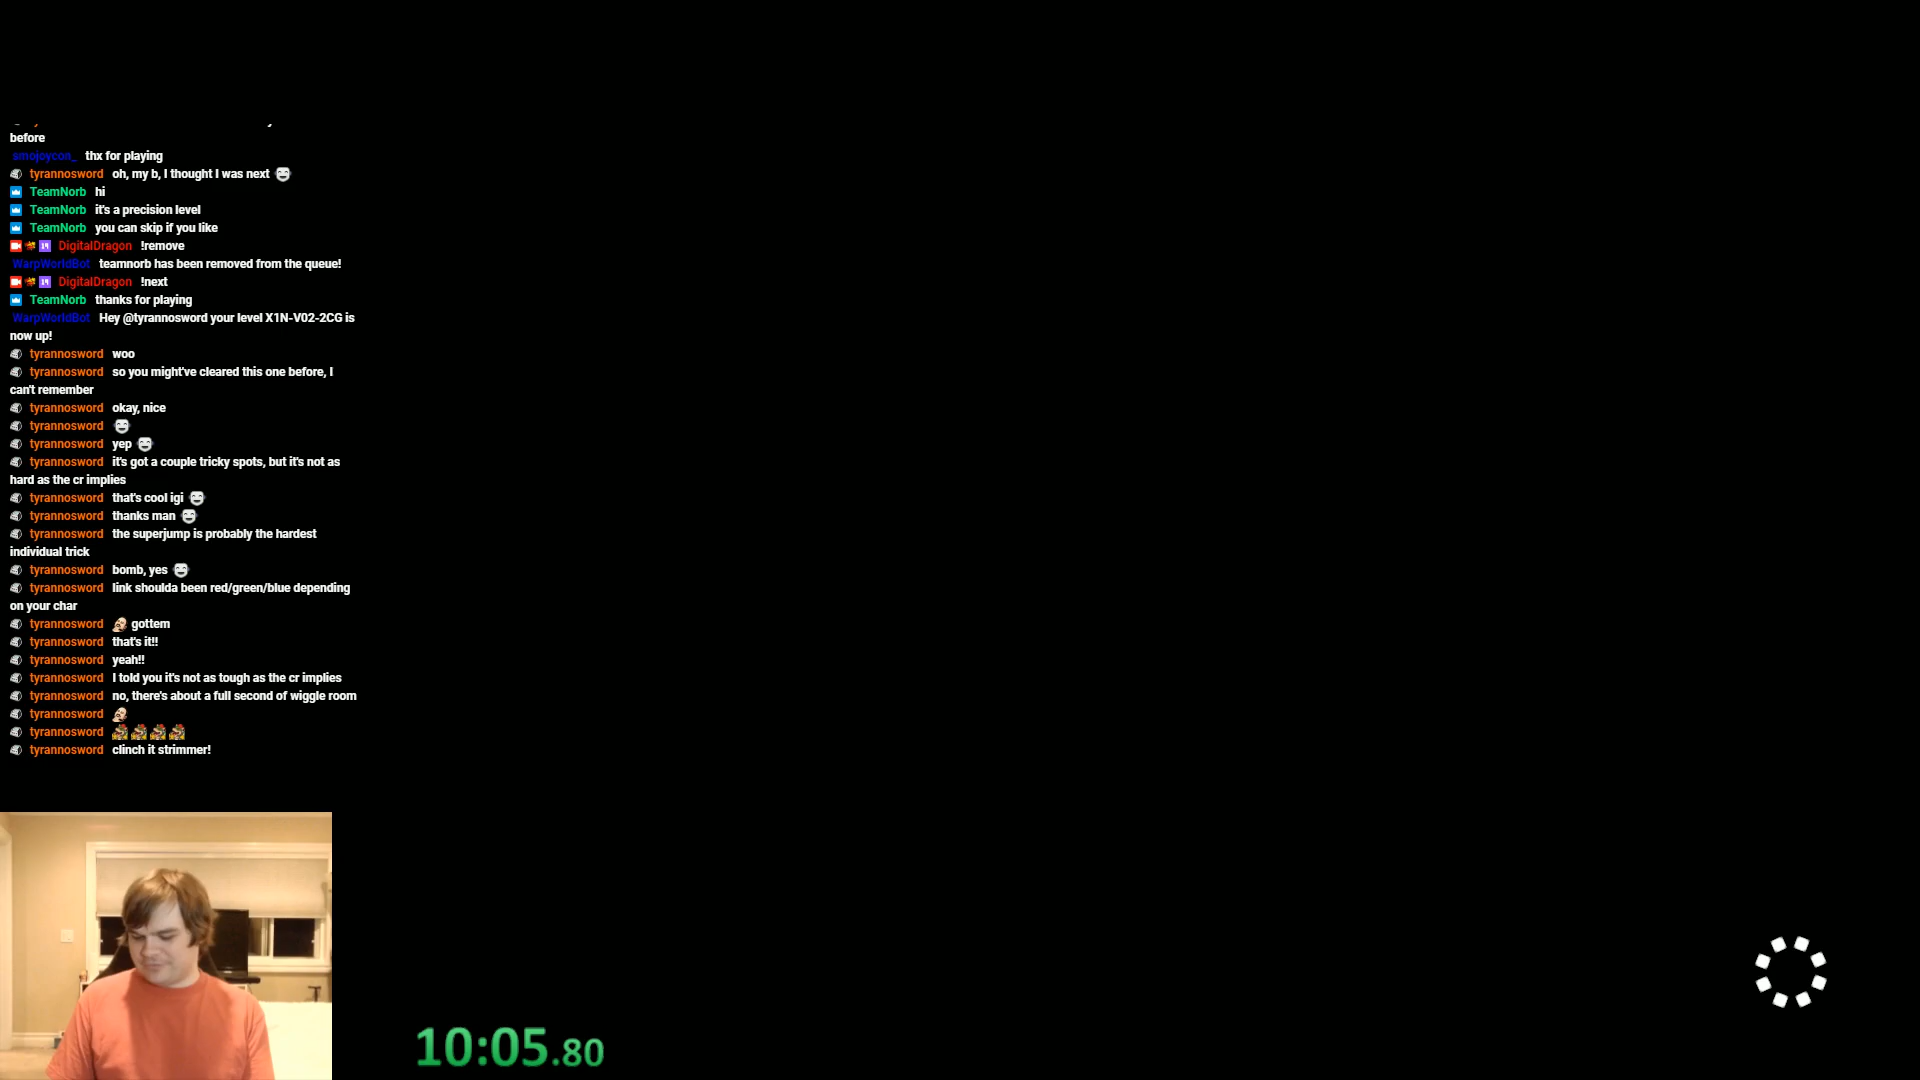 before
smojoycon_ thx for playing
tyrannosword oh, my b, I thought I was next
TeamNorb hi
TeamNorb it's a precision level
TeamNorb you can skip if you like
DigitalDragon !remove
WarpWorldBot teamnorb has been removed from the queue!
DigitalDragon !next
TeamNorb thanks for playing
WarpWorldBot Hey @tyrannosword your level X1N-V02-2CG is
now up!
tyrannosword woo
tyrannosword so you might've cleared this one before, I
can't remember
tyrannosword okay, nice
tyrannosword
tyrannosword yep
tyrannosword it's got a couple tricky spots, but it's not as
hard as the cr implies
tyrannosword that's cool igi
tyrannosword thanks man
tyrannosword the superjump is probably the hardest
individual trick
tyrannosword bomb, yes
tyrannosword link shoulda been red/green/blue depending
on your char
tyrannosword gottem
tyrannosword that's it!!
tyrannosword yeah!!
tyrannosword I told you it's not as tough as the cr implies
tyrannosword no, there's about a full second of wiggle room
tyrannosword
tyrannosword
tyrannosword clinch it strimmer!
10:05.80